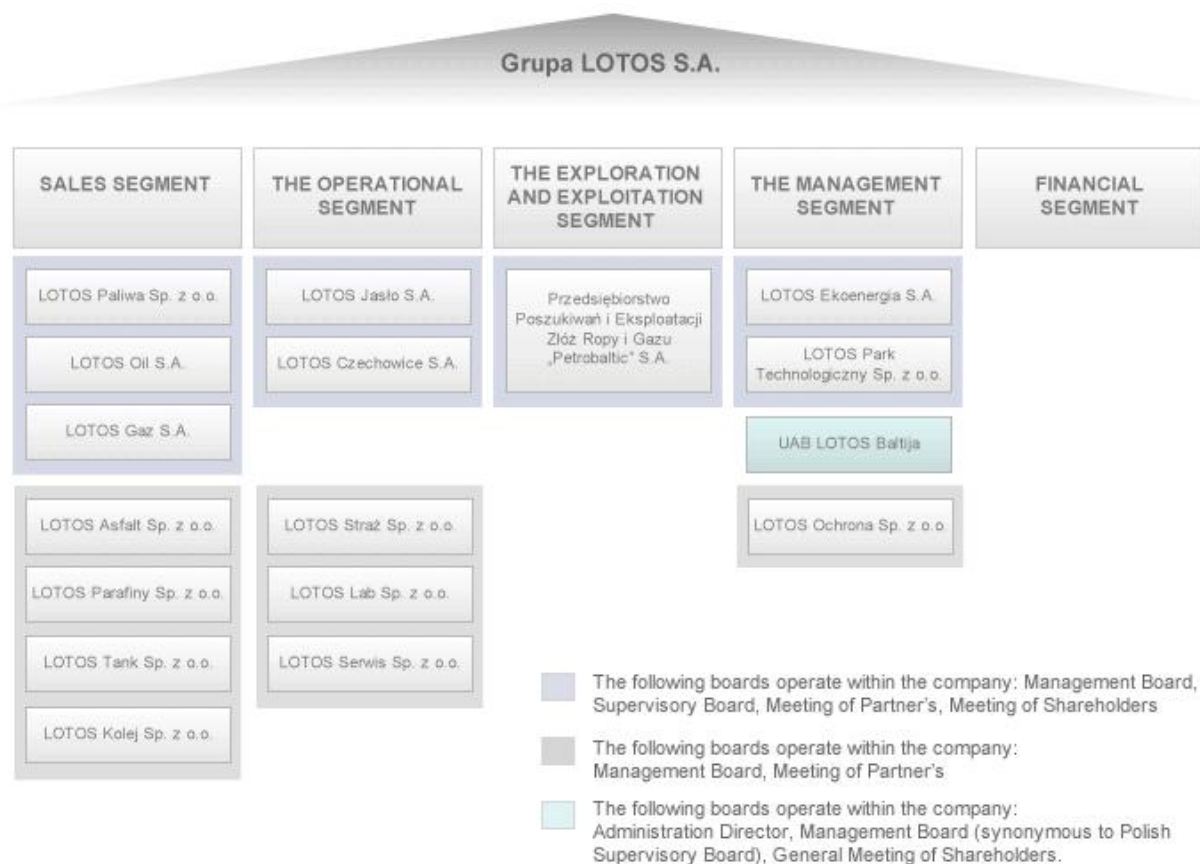 Grupa LOTOS S.A.
SALES SEGMENT
LOTOS Paliwa Sp. z o.o.
LOTOS Oil S.A.
LOTOS Gaz S.A.
LOTOS Asfalt Sp. z o.o.
LOTOS Parafiny Sp. z o.o.
LOTOS Tank Sp. z o.o.
LOTOS Kolej Sp. z o.o.
THE OPERATIONAL
SEGMENT
LOTOS Jasło S.A.
LOTOS Czechowice S.A.
LOTOS Straż Sp. z o.o.
LOTOS Lab Sp. z o.o.
LOTOS Serwis Sp. z o.o.
THE EXPLORATION
AND EXPLOITATION
SEGMENT
Przedsiębiorstwo
Poszukiwań i Eksploatacji
Złóż Ropy i Gazu
„Petrobaltic” S.A.
THE MANAGEMENT
SEGMENT
LOTOS Ekoenergia S.A.
LOTOS Park
Technologiczny Sp. z o.o.
UAB LOTOS Baltija
LOTOS Ochrona Sp. z o.o.
FINANCIAL
SEGMENT
The following boards operate within the company: Management Board,
Supervisory Board, Meeting of Partner's, Meeting of Shareholders
The following boards operate within the company:
Management Board, Meeting of Partner's
The following boards operate within the company:
Administration Director, Management Board (synonymous to Polish
Supervisory Board), General Meeting of Shareholders.